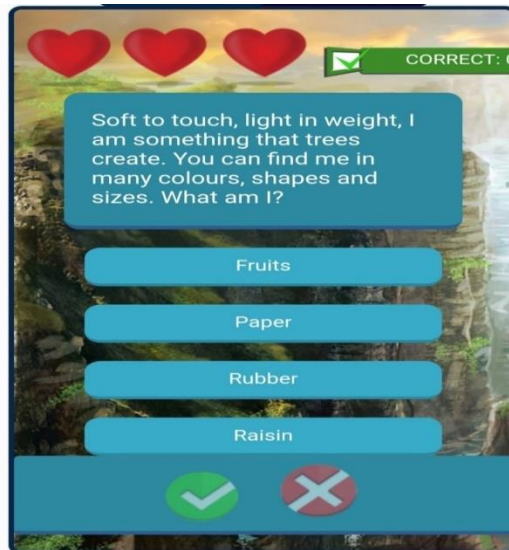 CORRECT:
Soft to touch, light in weight, I
am something that trees
create. You can find me in
many colours, shapes and
sizes. What am I?
Fruits
Paper
Rubber
Raisin